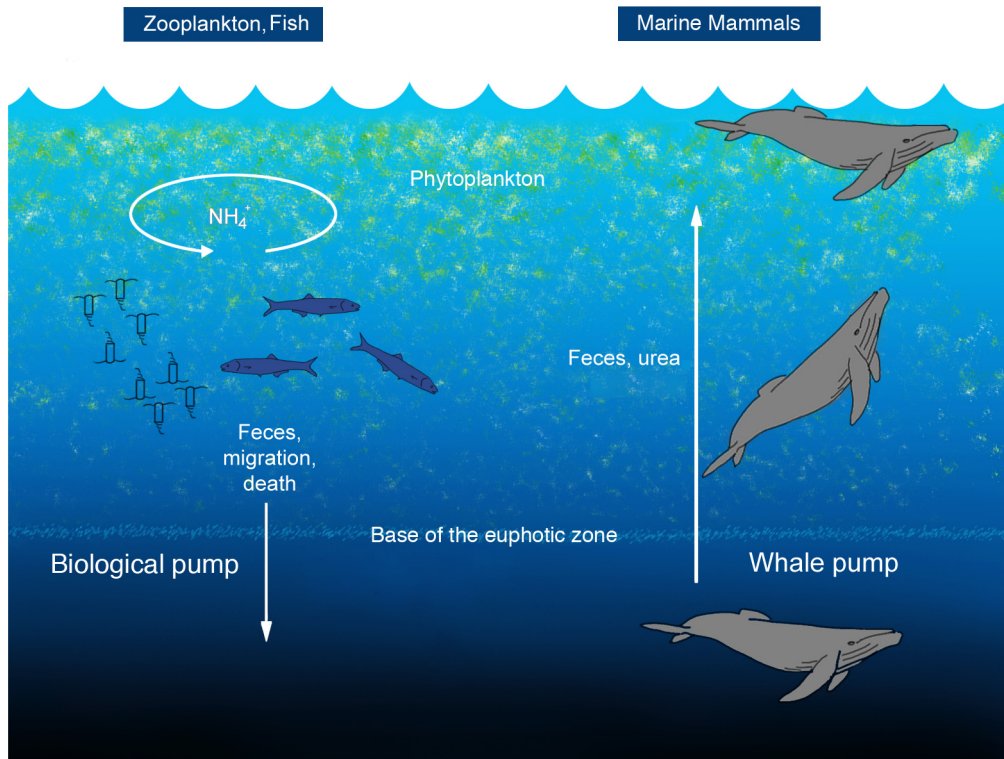 Zooplankton, Fish
Marine Mammals
Phytoplankton
NH₄⁺
Feces, urea
Feces,
migration,
death
Base of the euphotic zone
Biological pump
Whale pump